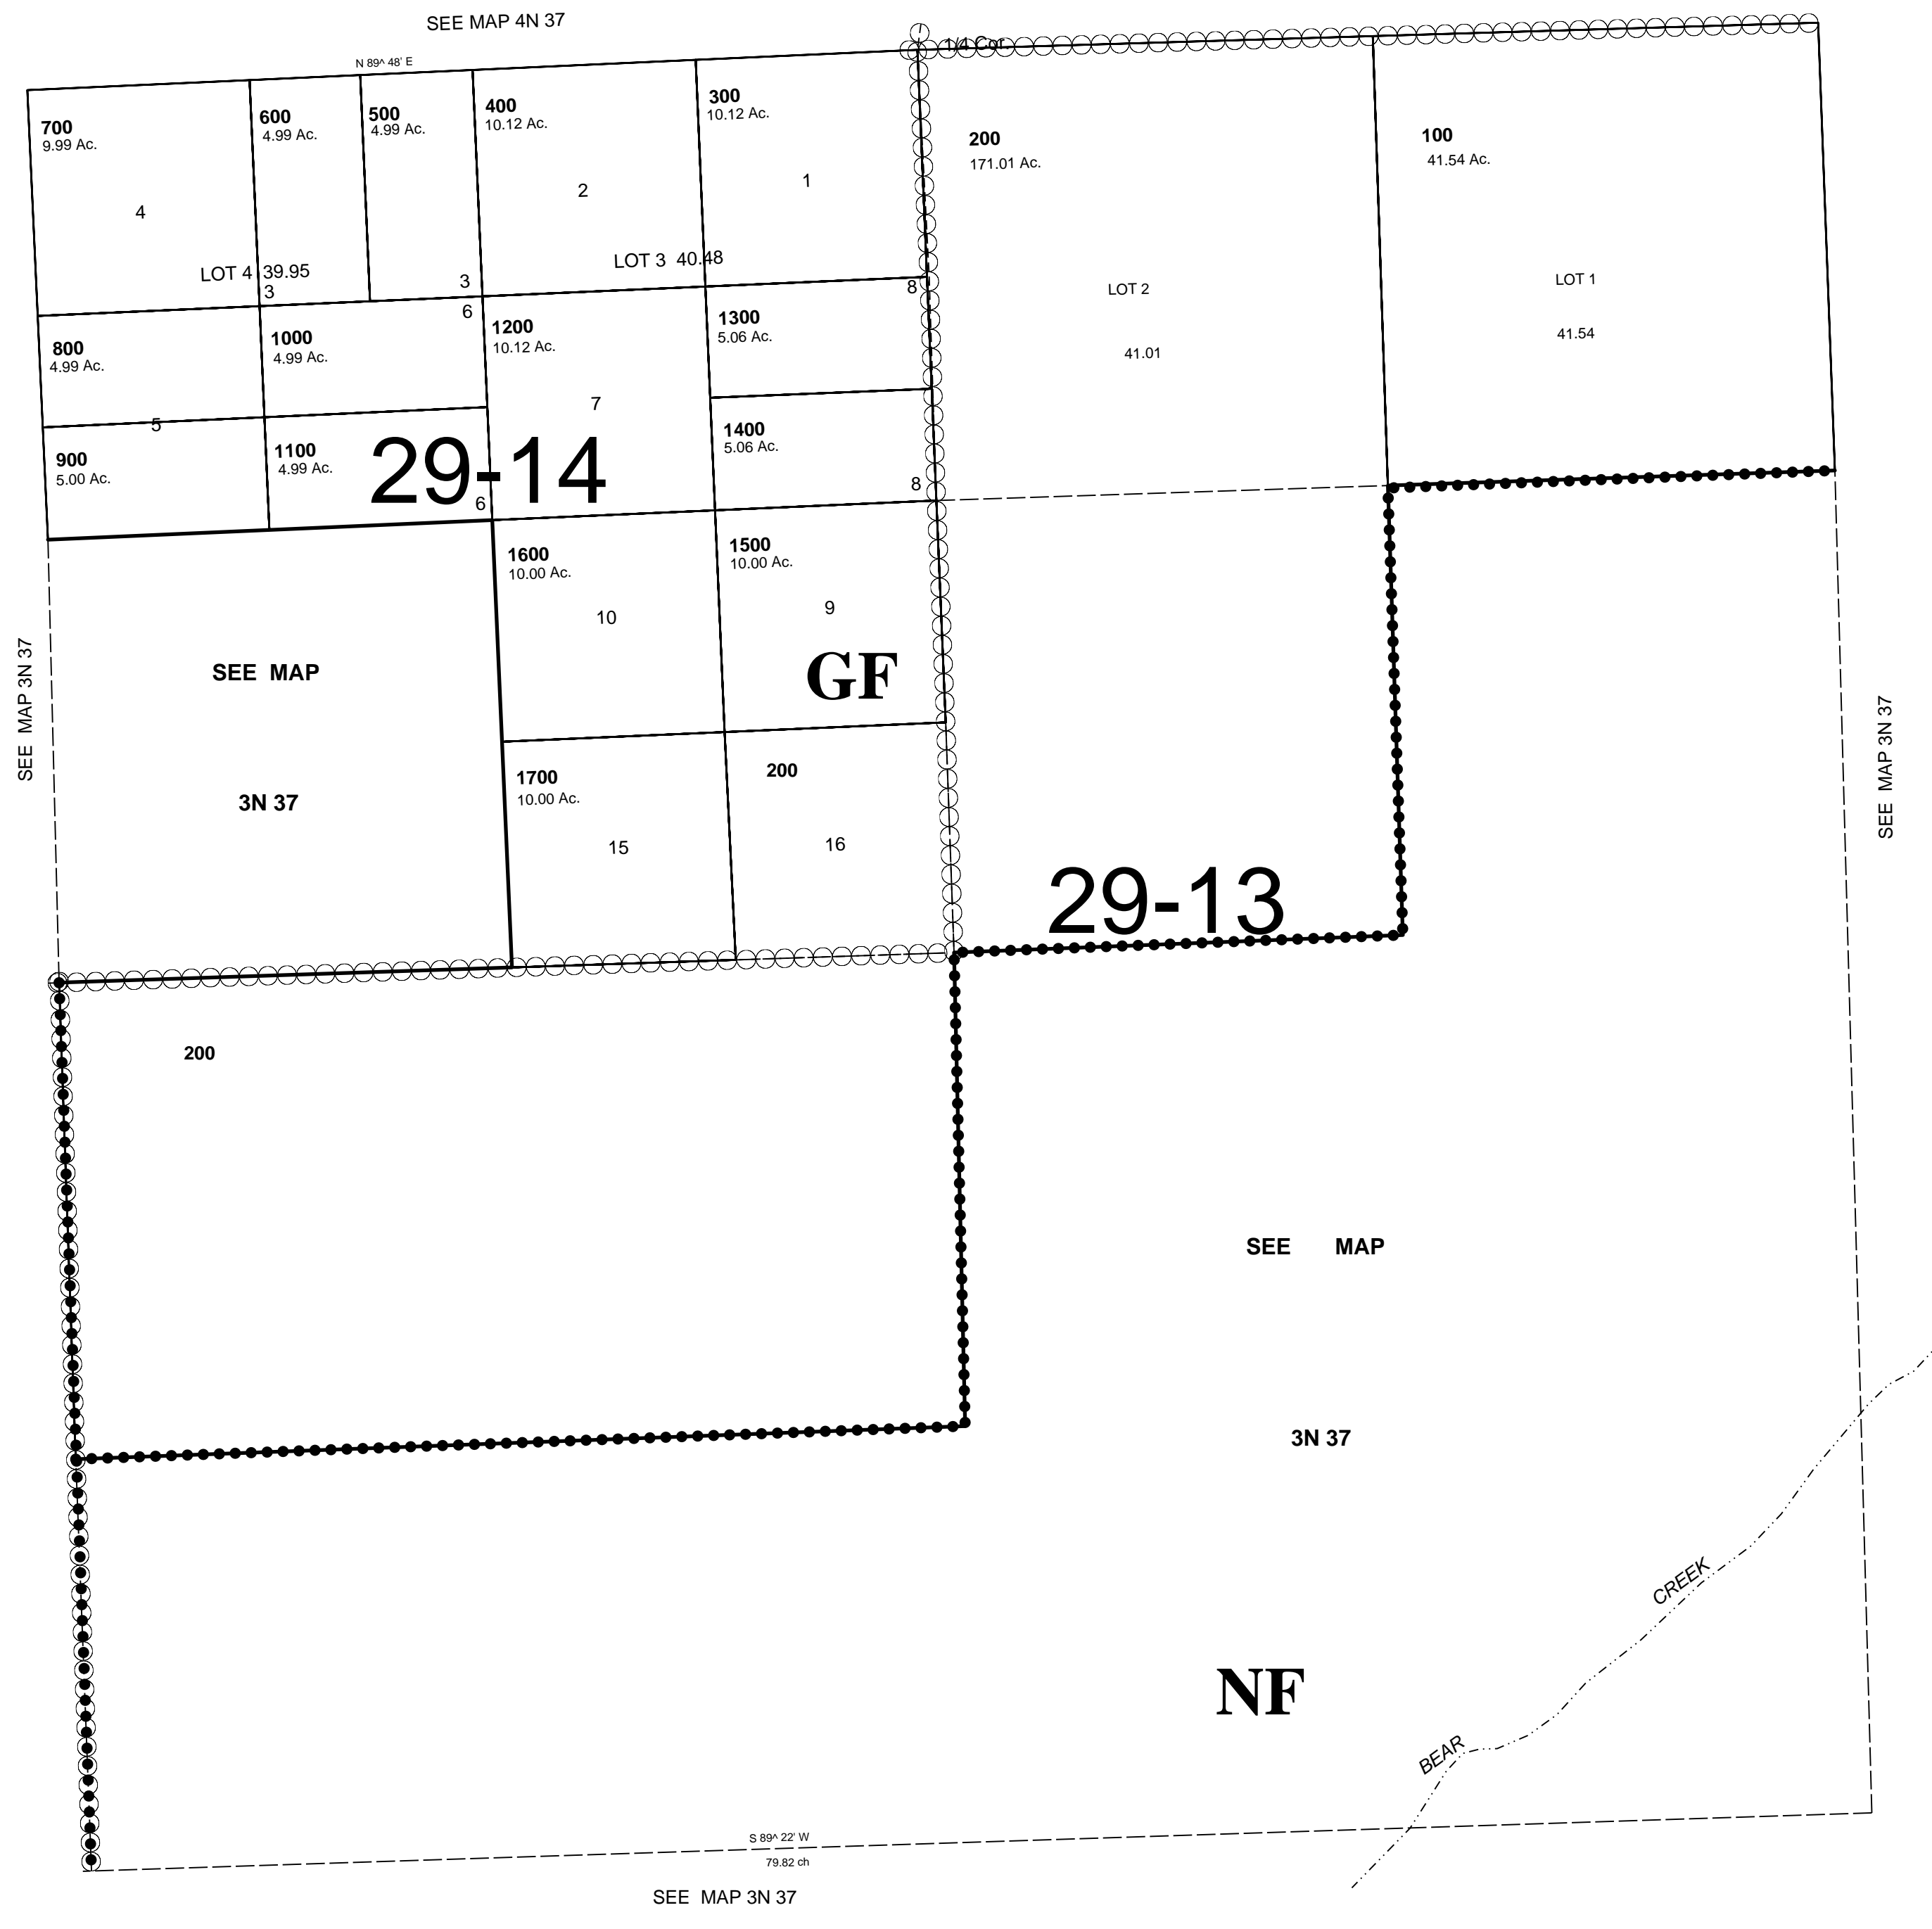 SEE MAP 4N 37
1/4 Cor.
N 89^ 48' E
700
9.99 Ac.
4
600
4.99 Ac.
500
4.99 Ac.
400
10.12 Ac.
2
300
10.12 Ac.
1
200
171.01 Ac.
100
41.54 Ac.
LOT 4 39.95
3
3
LOT 3 40.48
8
LOT 2
41.01
LOT 1
41.54
800
4.99 Ac.
5
1000
4.99 Ac.
6
1200
10.12 Ac.
7
1300
5.06 Ac.
900
5.00 Ac.
1100
4.99 Ac.
29-14
6
1400
5.06 Ac.
8
1600
10.00 Ac.
10
1500
10.00 Ac.
9
GF
SEE MAP
3N 37
SEE MAP 3N 37
SEE MAP 3N 37
1700
10.00 Ac.
15
200
16
29-13
200
SEE MAP
3N 37
CREEK
BEAR
NF
S 89^ 22' W
79.82 ch
SEE MAP 3N 37